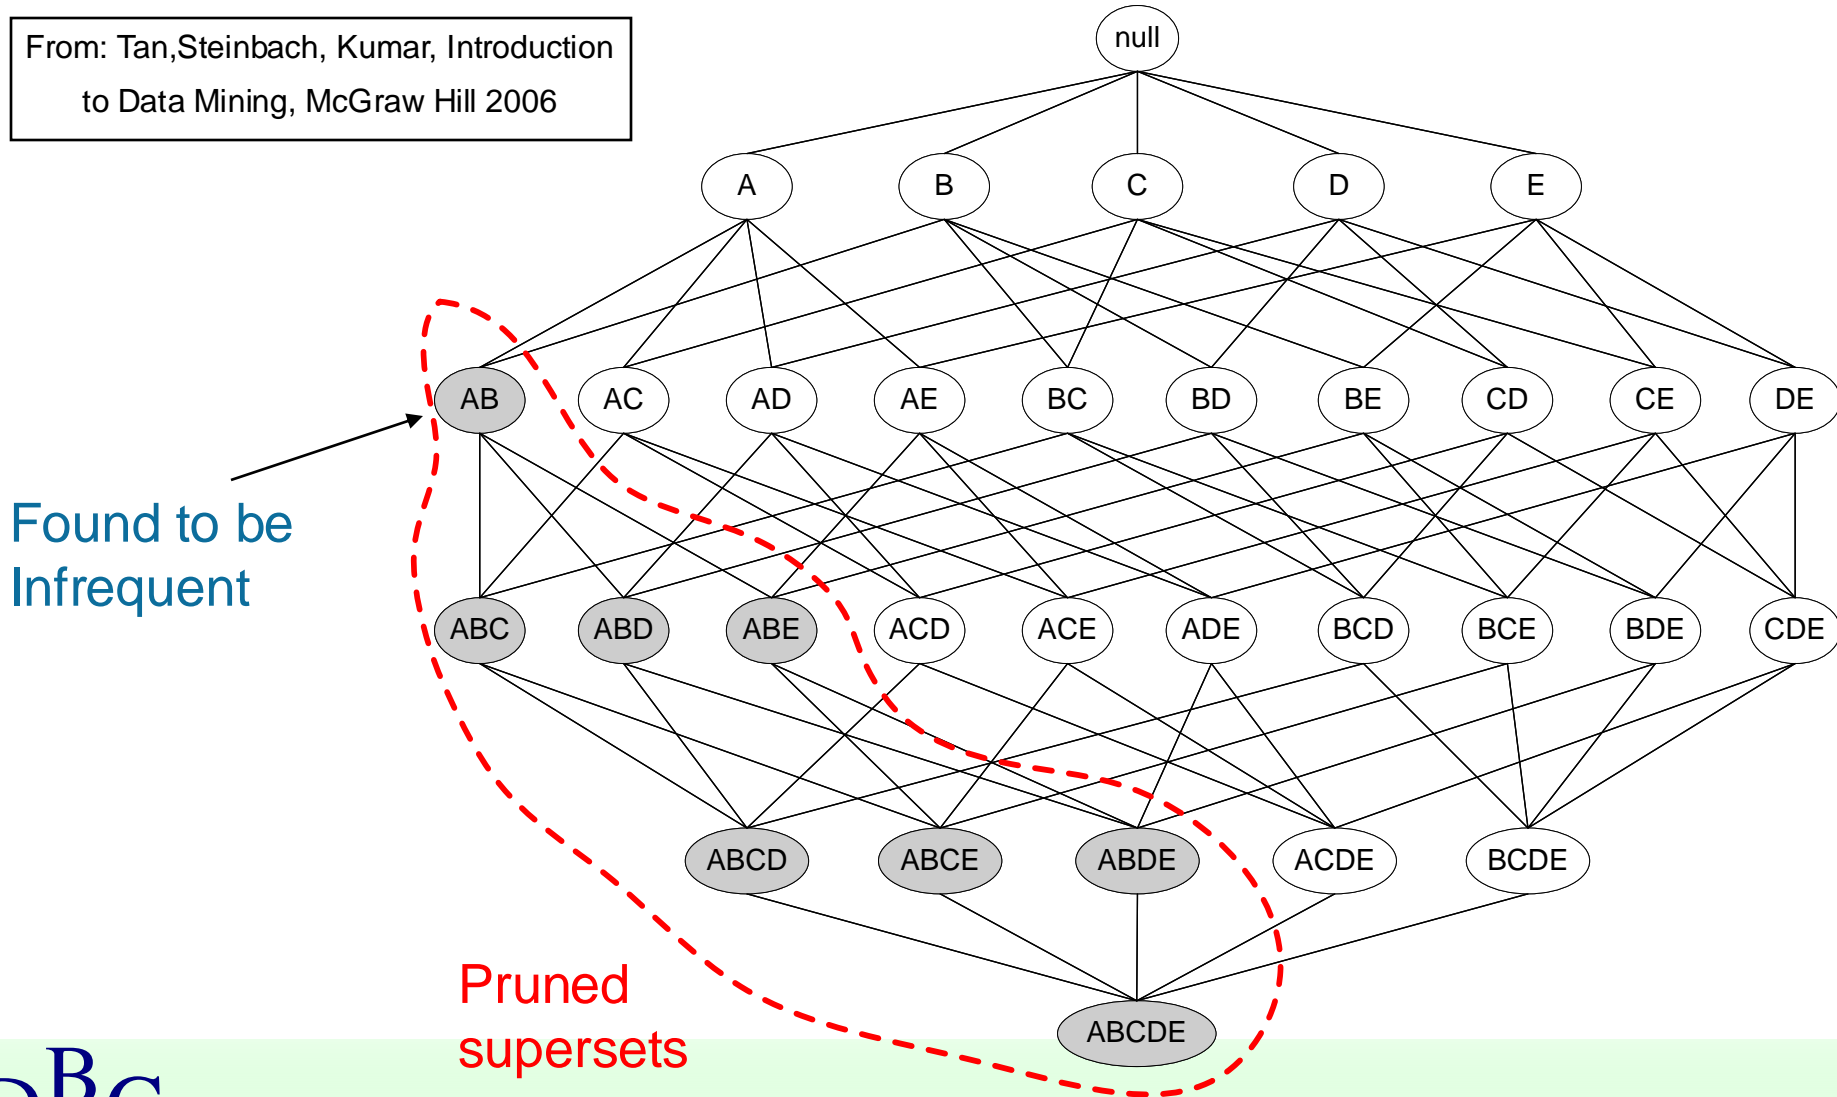 From: Tan,Steinbach, Kumar, Introduction
to Data Mining, McGraw Hill 2006
null
A B C D E
AB AC AD AE BC BD BE CD CE DE
Found to be
Infrequent
ABC ABD ABE ACD ACE ADE BCD BCE BDE CDE
ABCD ABCE ABDE ACDE BCDE
Pruned
supersets
ABCDE